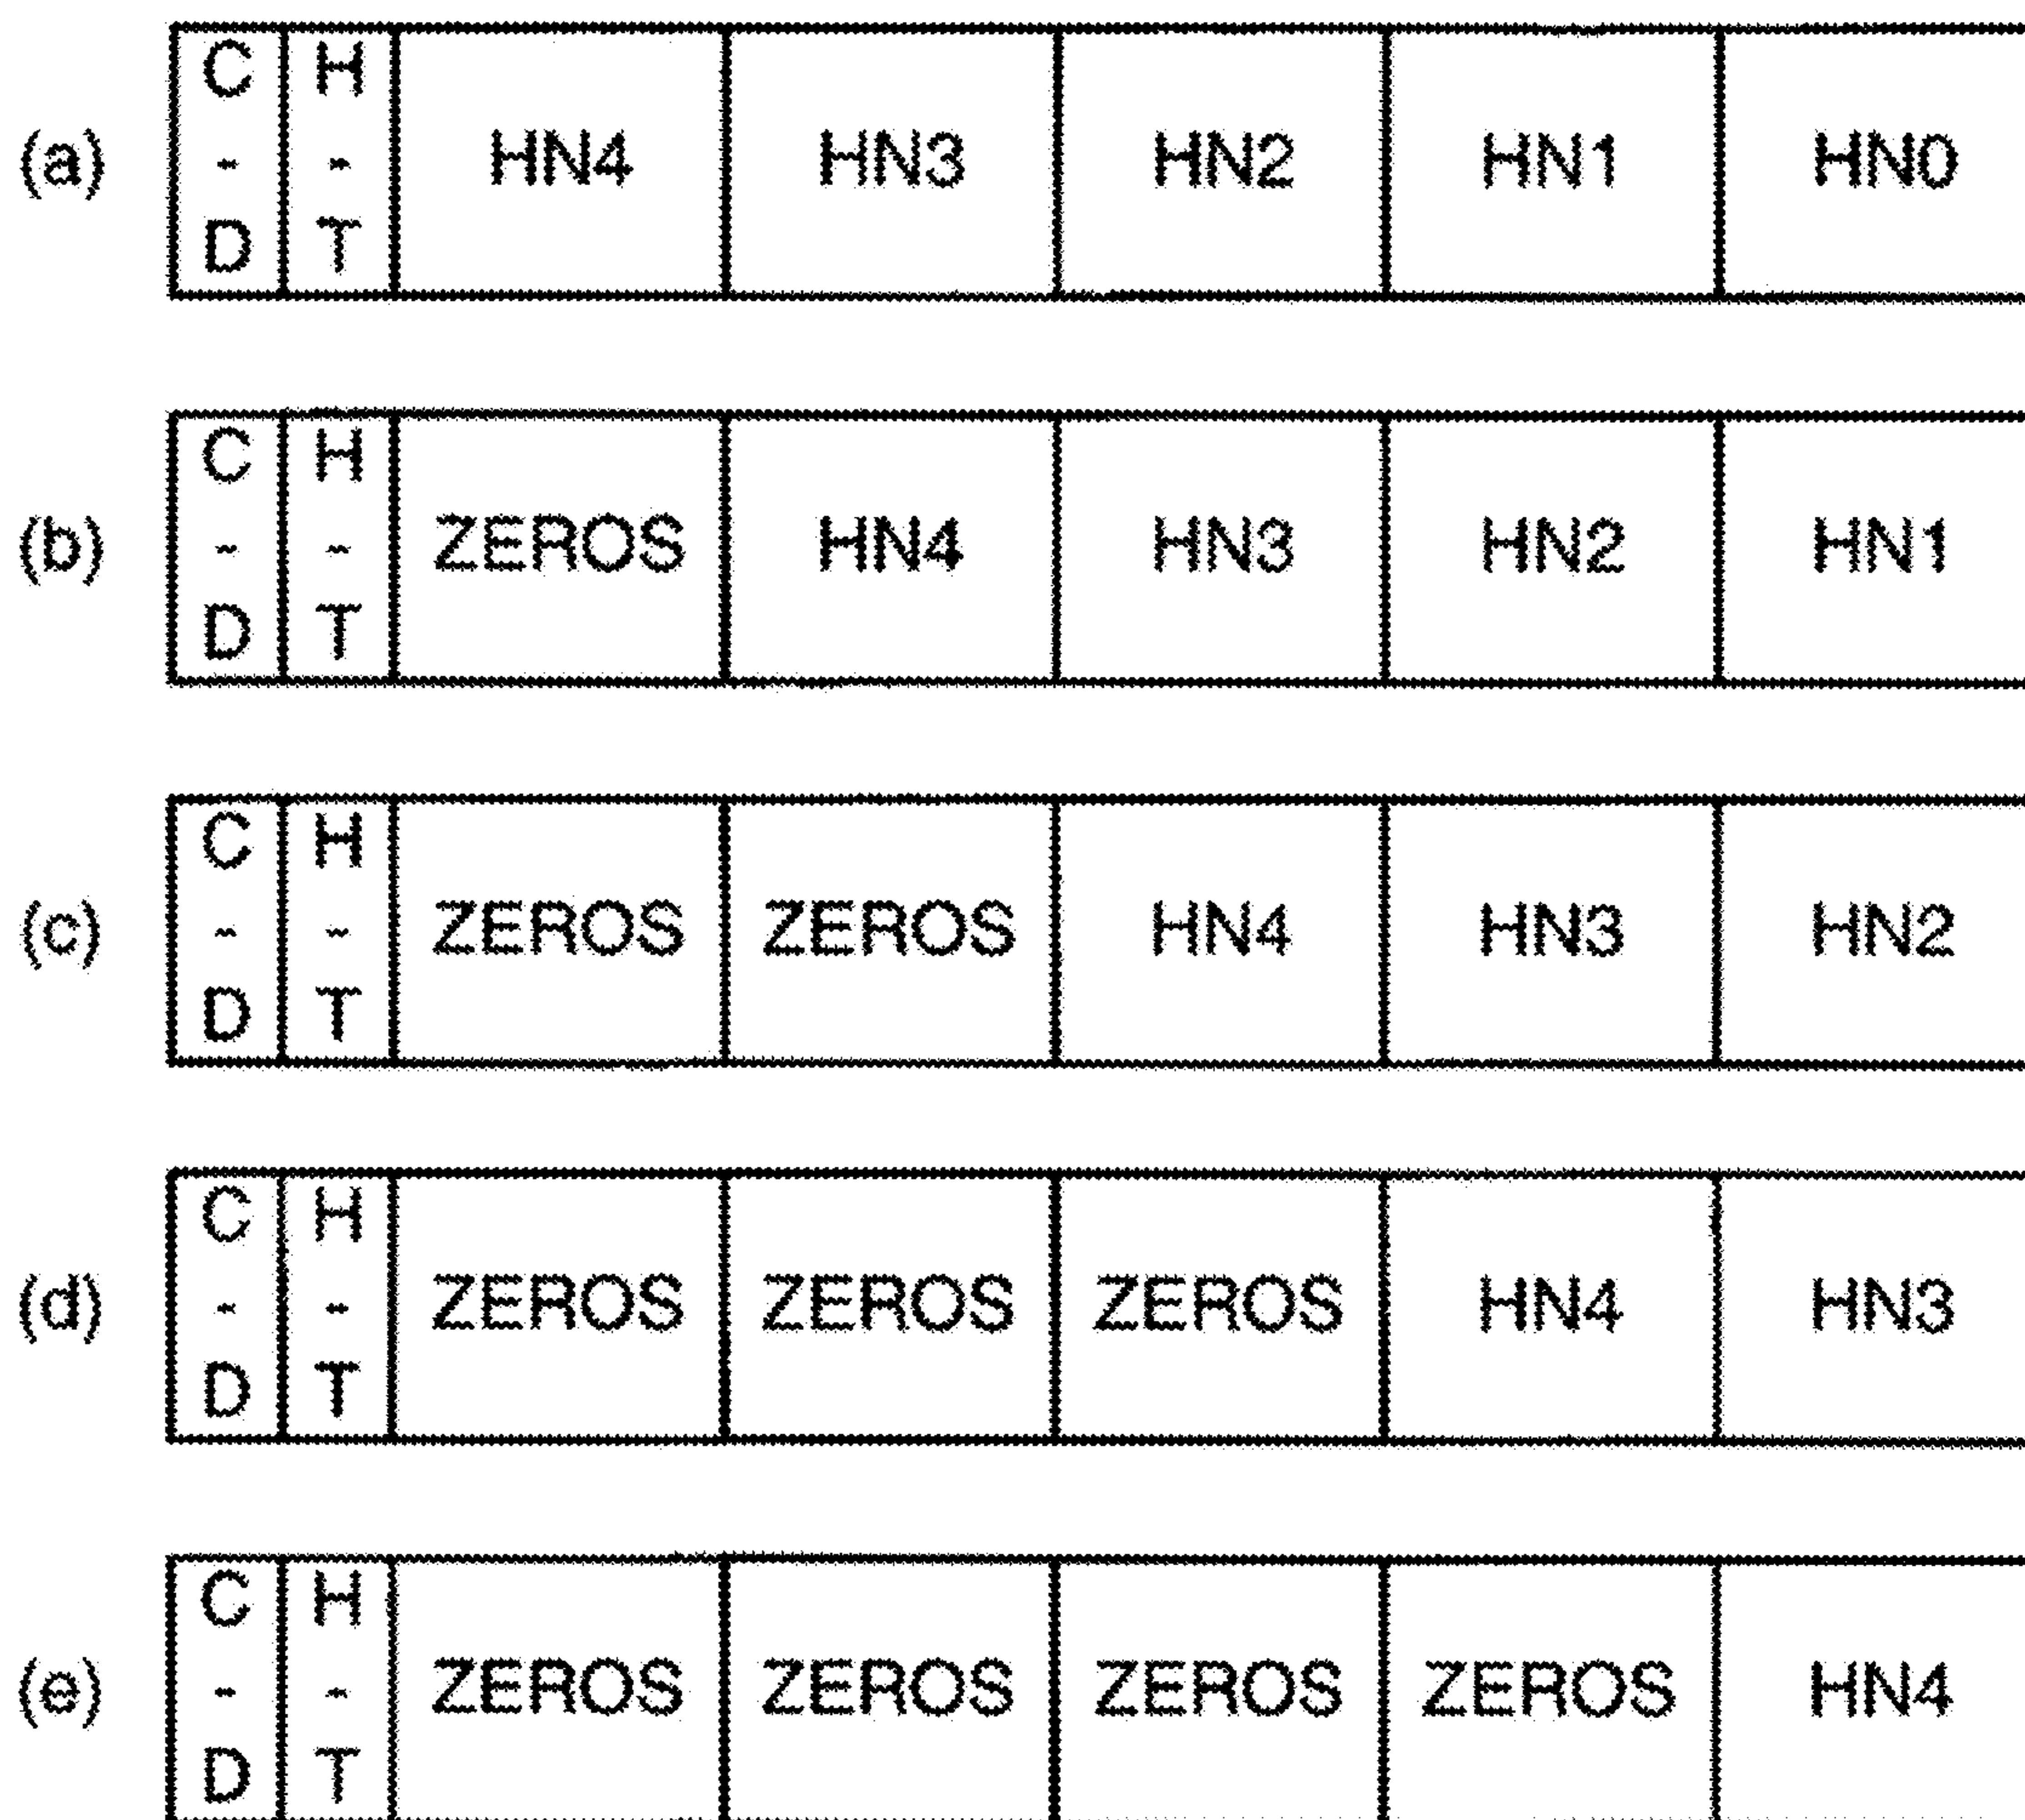 C H
(a) - - HN4 HN3 HN2 HN1 HN0
D T
C H
(b) - - ZEROS HN4 HN3 HN2 HN1
D T
C H
(c) - - ZEROS ZEROS HN4 HN3 HN2
D T
C H
(d) - - ZEROS ZEROS ZEROS HN4 HN3
D T
C H
(e) - - ZEROS ZEROS ZEROS ZEROS HN4
D T